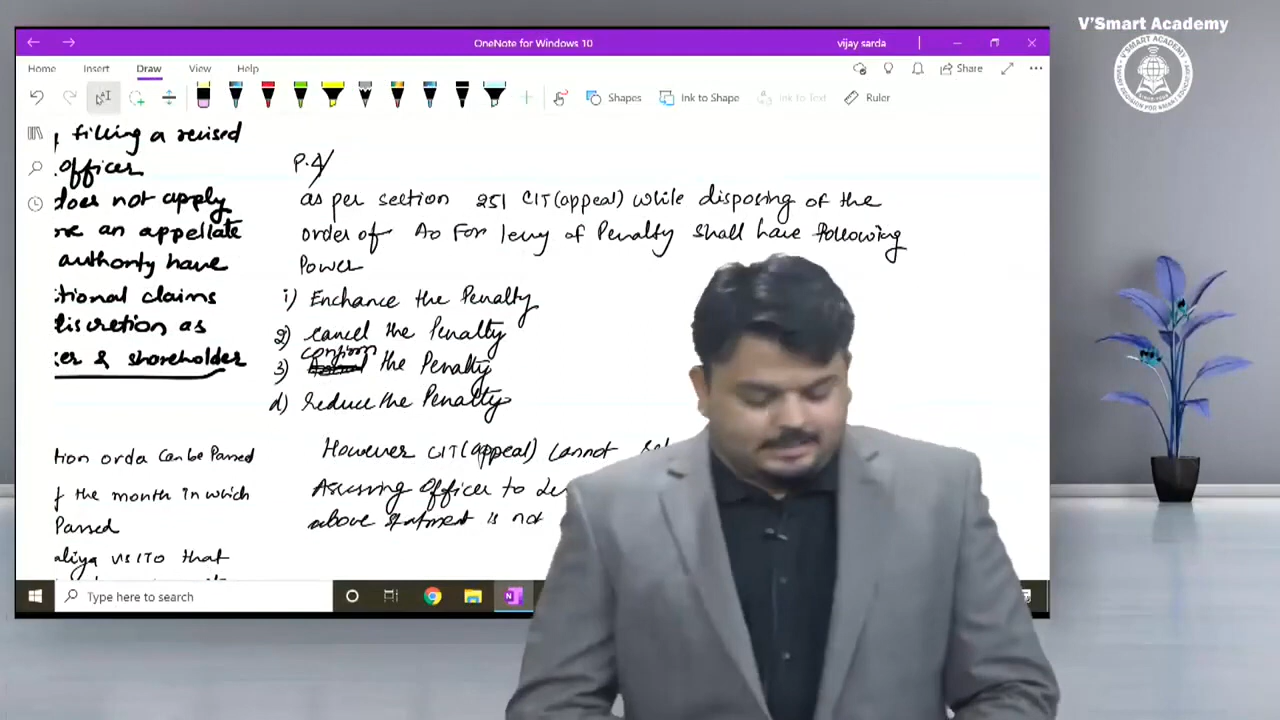 V'Smart Academy
OneNote for Windows 10
vijay sarda
Home Insert Draw View Help
Share
Shapes Ink to Shape Ink to Text Ruler
filling a revised
officer
does not apply
an appellate
authority have
tional claims
discretion as
& shareholder
P.4/
as per section 251 CIT(appeal) while disposing of the
order of AO For levy of Penalty shall have Following
Power
i) Enchance the Penalty
2) cancel the Penalty
confirm
3) the Penalty
d) reduce the Penalty
However CIT(appeal) cannot
Assessing Officer to
above statment is not
orda can be Passed
the month in which
Passed
aliya vs ITO that
Type here to search